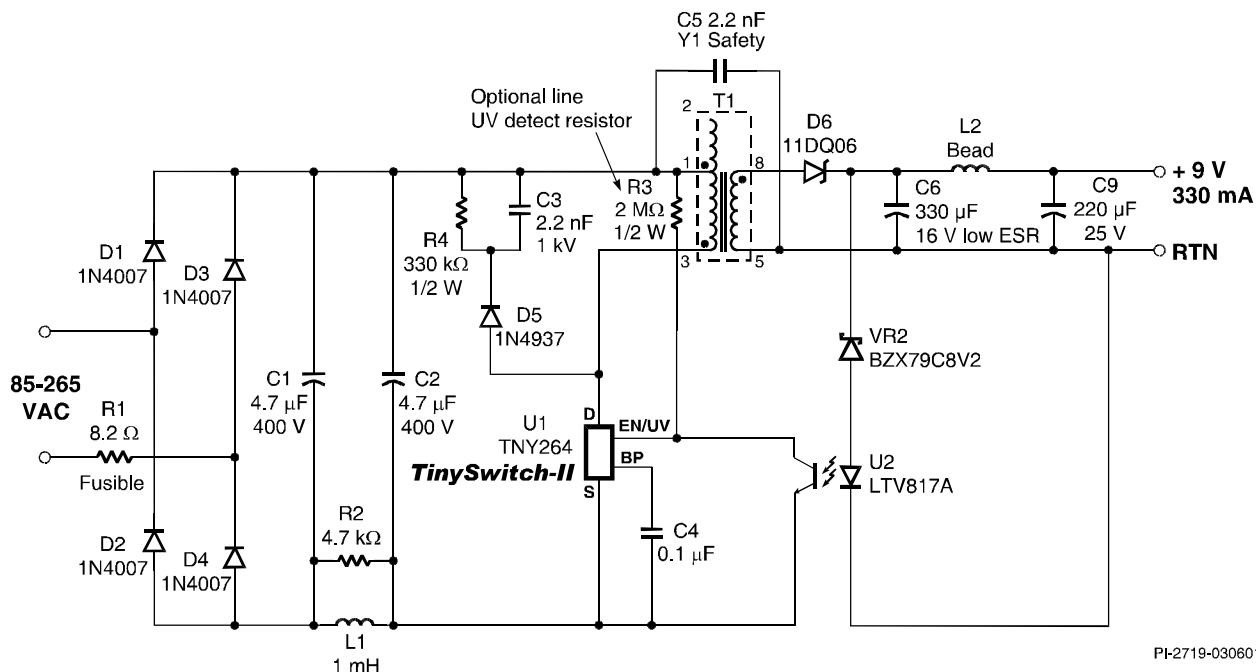 C5 2.2 nF
Y1 Safety
T1
2
Optional line
UV detect resistor
D6
11DQ06
L2
Bead
1
8
+ 9 V
330 mA
R3
2 MΩ
1/2 W
C3
2.2 nF
1 kV
C6
330 µF
16 V low ESR
C9
220 µF
25 V
R4
330 kΩ
1/2 W
D1
1N4007
D3
1N4007
3
5
RTN
D5
1N4937
VR2
BZX79C8V2
85-265
VAC
R1
8.2 Ω
Fusible
C1
4.7 µF
400 V
C2
4.7 µF
400 V
D
U1
TNY264
EN/UV
BP
TinySwitch-II
S
U2
LTV817A
R2
4.7 kΩ
C4
0.1 µF
D2
1N4007
D4
1N4007
L1
1 mH
PI-2719-03060